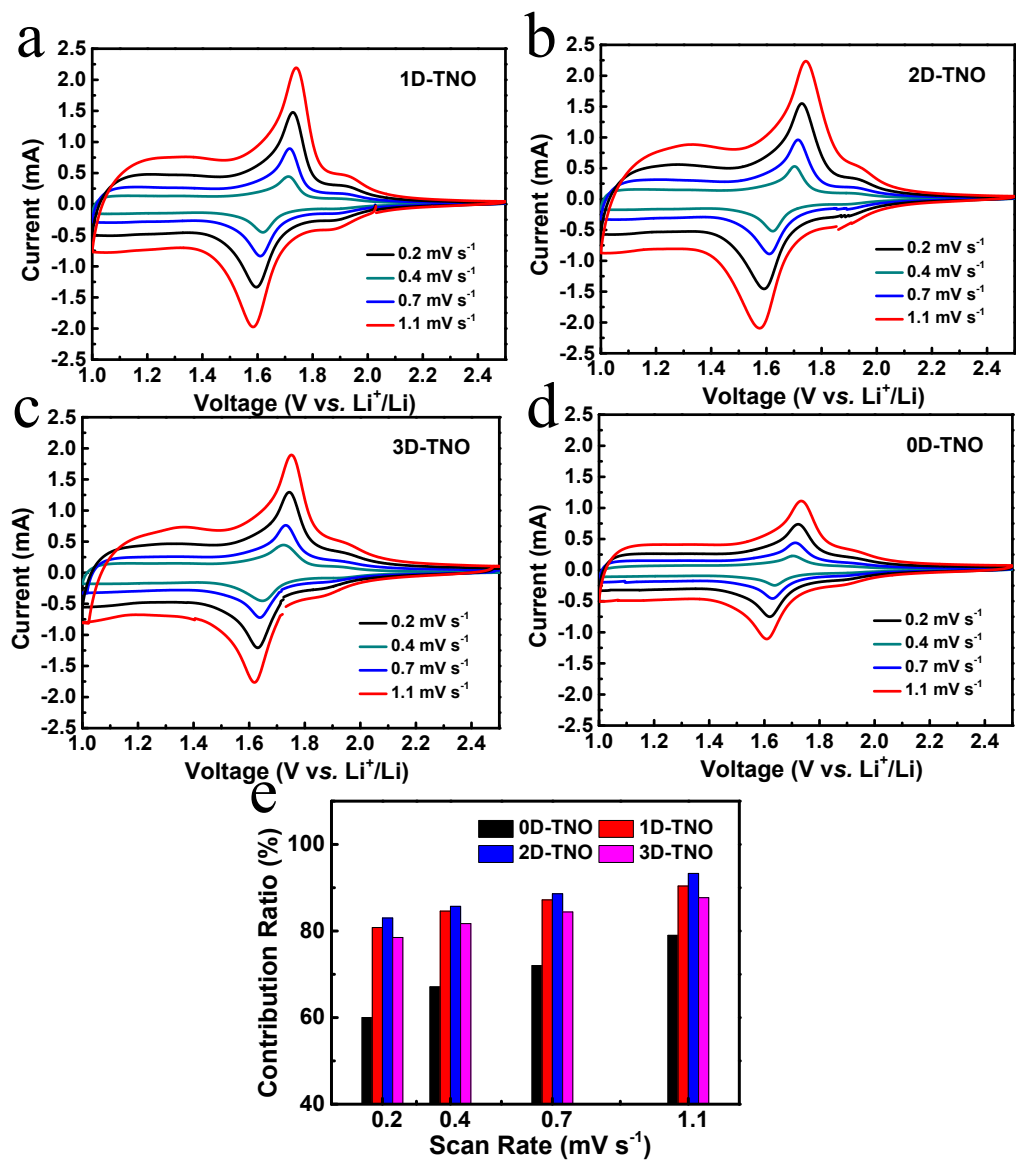 a
1D-TNO
2.5
2.0
1.5
1.0
0.5
0.0
-0.5
-1.0
-1.5
-2.0
-2.5
Current (mA)
0.2 mV s⁻¹
0.4 mV s⁻¹
0.7 mV s⁻¹
1.1 mV s⁻¹
1.0 1.2 1.4 1.6 1.8 2.0 2.2 2.4
Voltage (V vs. Li⁺/Li)
b
2D-TNO
2.5
2.0
1.5
1.0
0.5
0.0
-0.5
-1.0
-1.5
-2.0
-2.5
Current (mA)
0.2 mV s⁻¹
0.4 mV s⁻¹
0.7 mV s⁻¹
1.1 mV s⁻¹
1.0 1.2 1.4 1.6 1.8 2.0 2.2 2.4
Voltage (V vs. Li⁺/Li)
c
3D-TNO
2.5
2.0
1.5
1.0
0.5
0.0
-0.5
-1.0
-1.5
-2.0
-2.5
Current (mA)
0.2 mV s⁻¹
0.4 mV s⁻¹
0.7 mV s⁻¹
1.1 mV s⁻¹
1.0 1.2 1.4 1.6 1.8 2.0 2.2 2.4
Voltage (V vs. Li⁺/Li)
d
0D-TNO
2.5
2.0
1.5
1.0
0.5
0.0
-0.5
-1.0
-1.5
-2.0
-2.5
Current (mA)
0.2 mV s⁻¹
0.4 mV s⁻¹
0.7 mV s⁻¹
1.1 mV s⁻¹
1.0 1.2 1.4 1.6 1.8 2.0 2.2 2.4
Voltage (V vs. Li⁺/Li)
e
0D-TNO 1D-TNO
2D-TNO 3D-TNO
100
80
60
40
Contribution Ratio (%)
0.2 0.4 0.7 1.1
Scan Rate (mV s⁻¹)